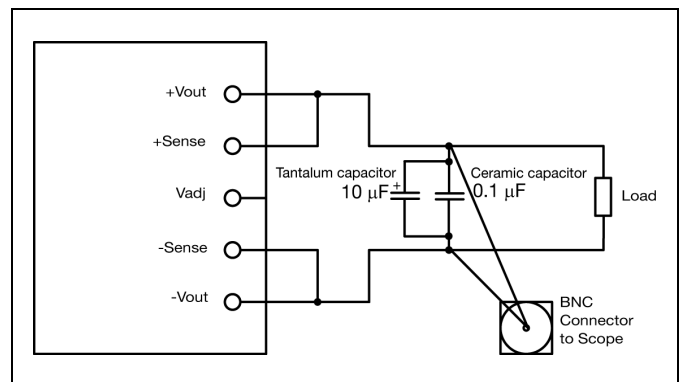 +Vout
+Sense
Vadj
-Sense
-Vout
Tantalum capacitor
10 µF
+
Ceramic capacitor
0.1 µF
Load
BNC
Connector
to Scope